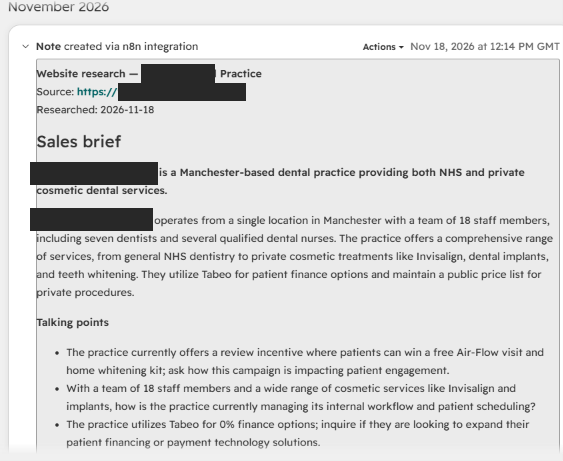 November 2026
Note created via n8n integration Actions Nov 18, 2026 at 12:14 PM GMT
Website research — Practice
Source: https://
Researched: 2026-11-18
Sales brief
is a Manchester-based dental practice providing both NHS and private
cosmetic dental services.
operates from a single location in Manchester with a team of 18 staff members,
including seven dentists and several qualified dental nurses. The practice offers a comprehensive range
of services, from general NHS dentistry to private cosmetic treatments like Invisalign, dental implants,
and teeth whitening. They utilize Tabeo for patient finance options and maintain a public price list for
private procedures.
Talking points
• The practice currently offers a review incentive where patients can win a free Air-Flow visit and
home whitening kit; ask how this campaign is impacting patient engagement.
• With a team of 18 staff members and a wide range of cosmetic services like Invisalign and
implants, how is the practice currently managing its internal workflow and patient scheduling?
• The practice utilizes Tabeo for 0% finance options; inquire if they are looking to expand their
patient financing or payment technology solutions.